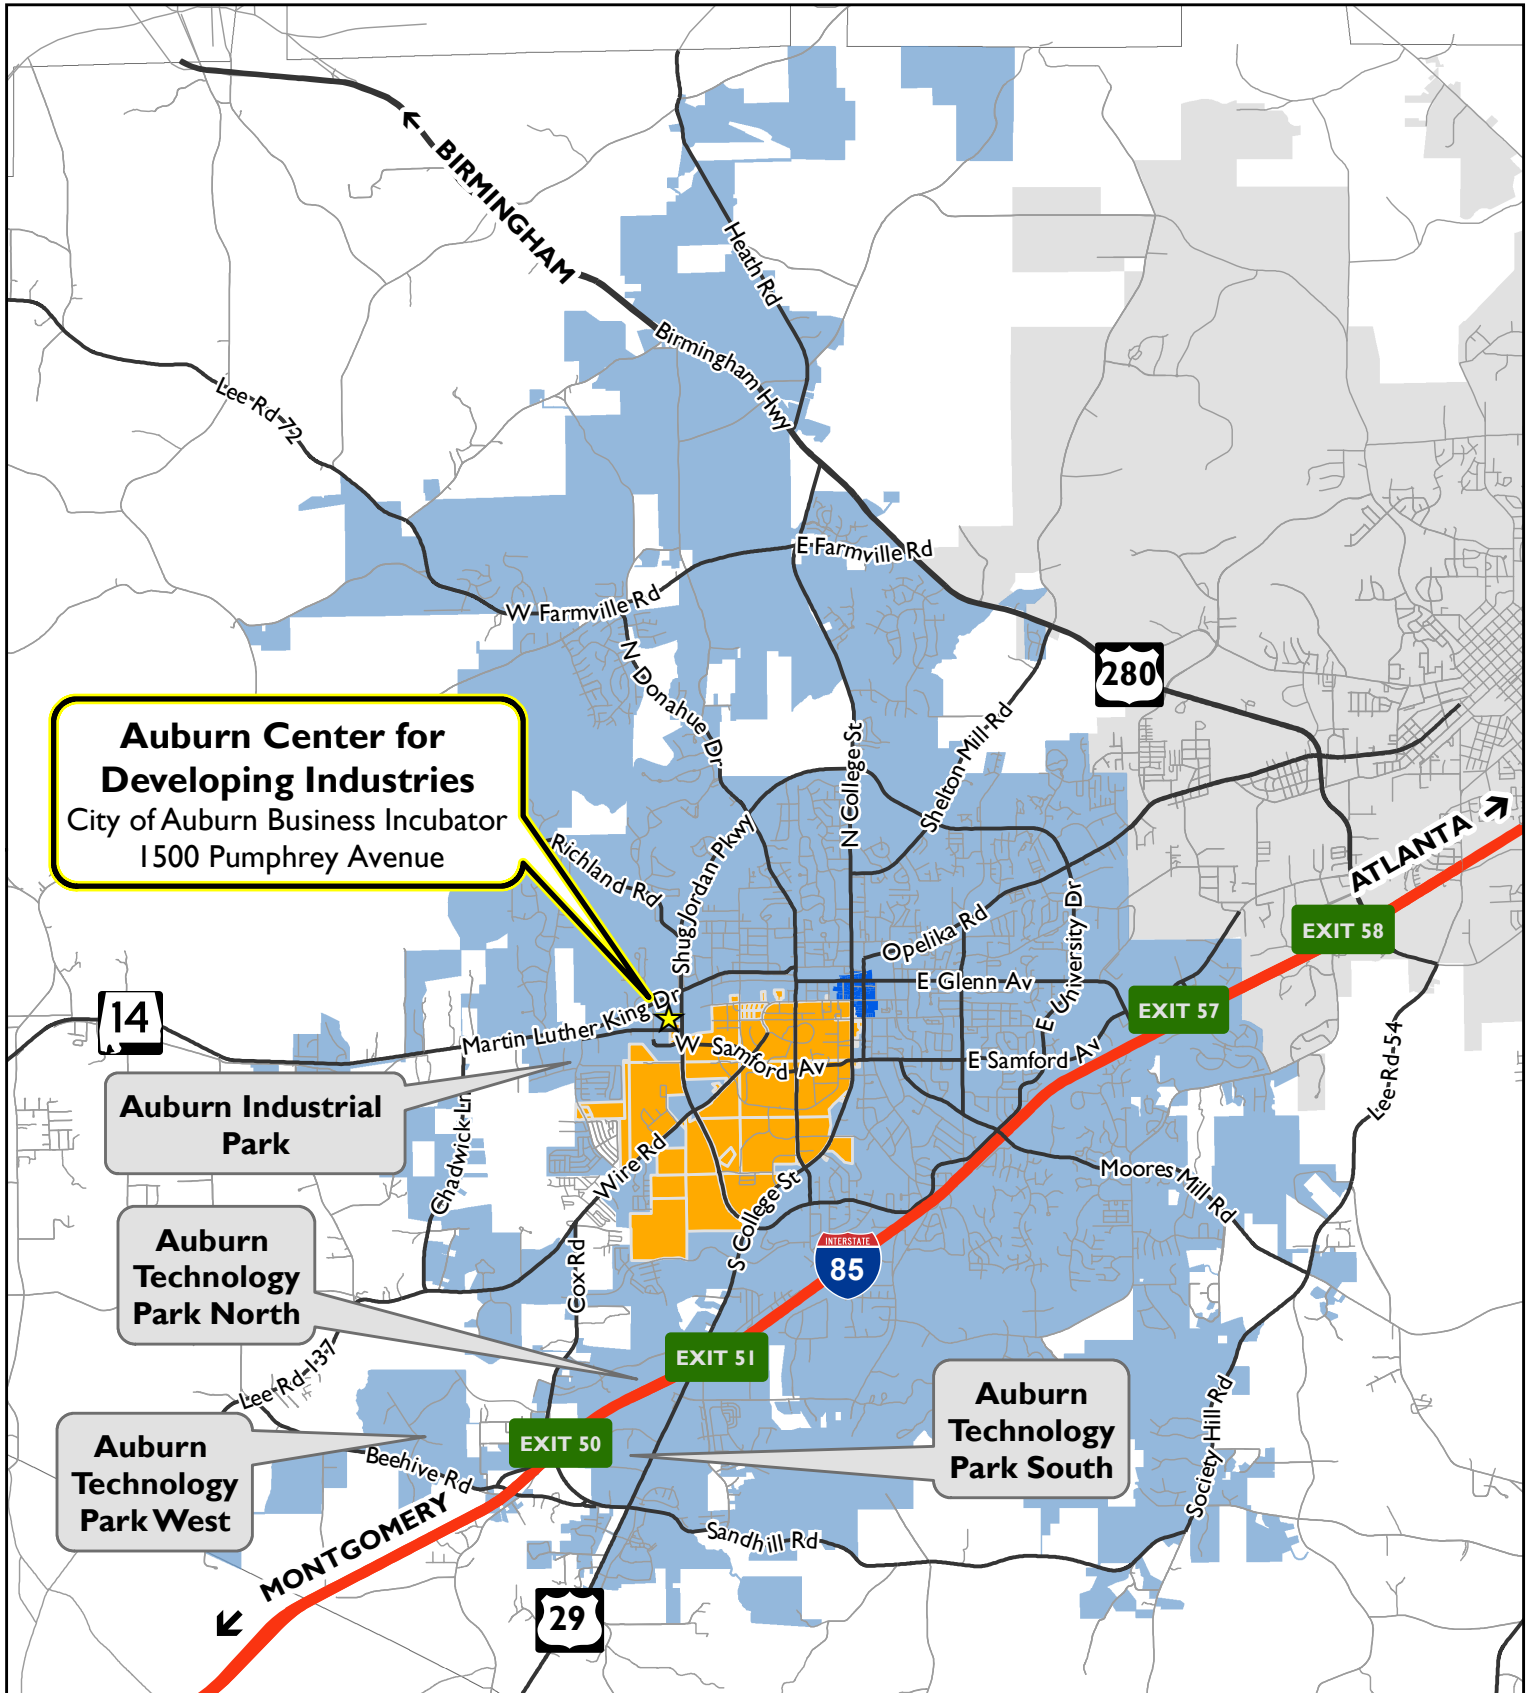 BIRMINGHAM
Heath Rd
Birmingham Hwy
Lee Rd 72
E Farmville Rd
W Farmville Rd
N Donahue Dr
280
N College St
Shelton Mill Rd
Auburn Center for
Developing Industries
City of Auburn Business Incubator
1500 Pumphrey Avenue
Richland Rd
Shug Jordan Pkwy
ATLANTA
EXIT 58
Opelika Rd
E University Dr
E Glenn Av
EXIT 57
14
Martin Luther King Dr
W Samford Av
E Samford Av
Lee Rd 54
Auburn Industrial
Park
Chadwick Ln
Wire Rd
Moores Mill Rd
S College St
Auburn
Technology
Park North
Cox Rd
INTERSTATE
85
EXIT 51
Lee Rd 137
Auburn
Technology
Park South
Society Hill Rd
Auburn
Technology
Park West
EXIT 50
Beehive Rd
MONTGOMERY
Sandhill Rd
29